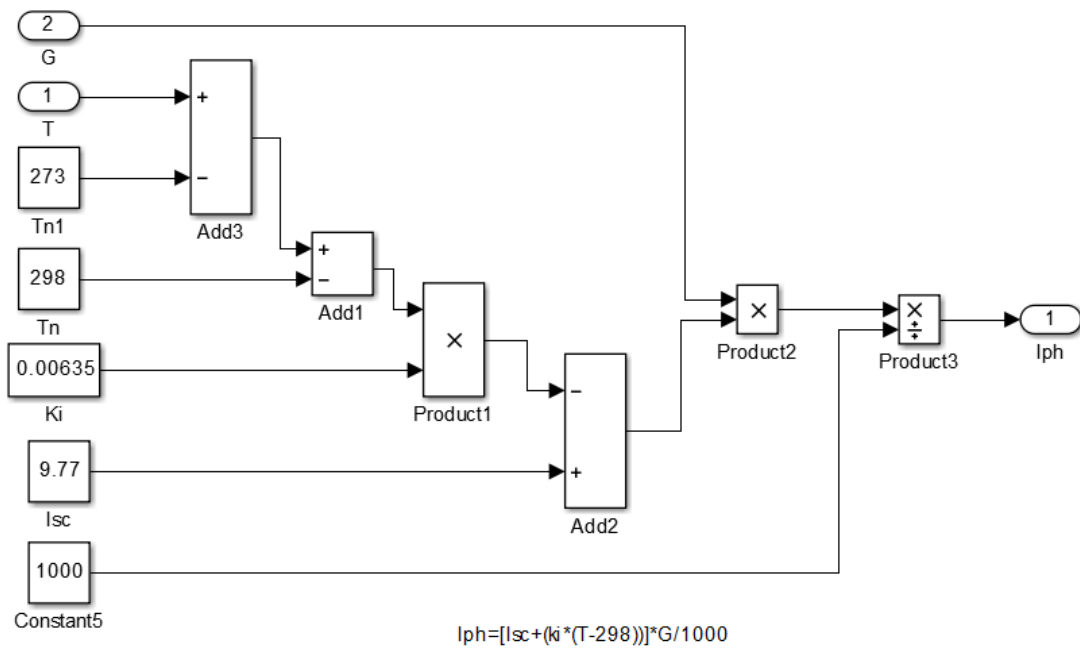 2
G
1
T
+
−
Add3
273
Tn1
298
Tn
+
−
Add1
0.00635
Ki
×
Product1
9.77
Isc
−
+
Add2
1000
Constant5
×
Product2
×
÷
Product3
1
Iph
Iph=[Isc+(ki*(T-298))]*G/1000